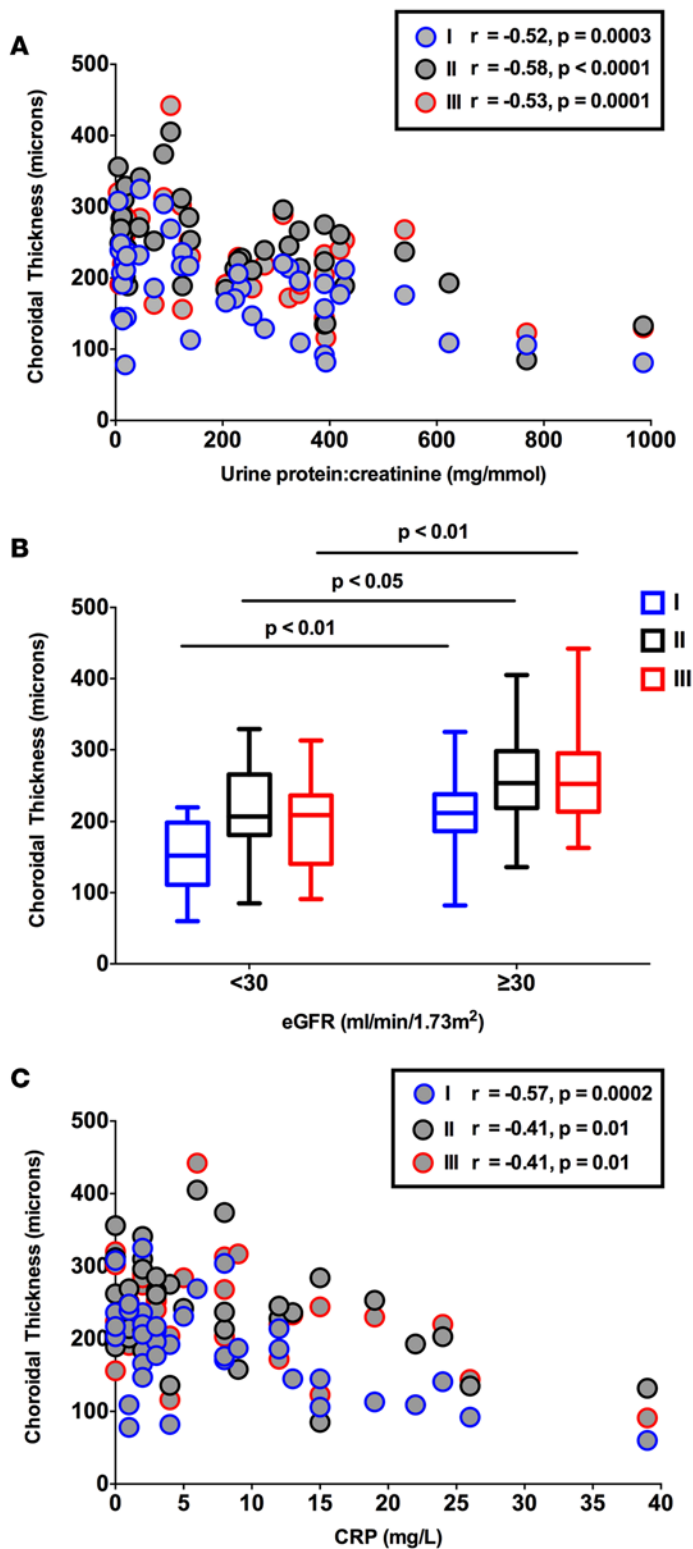 A
I r = -0.52, p = 0.0003
II r = -0.58, p < 0.0001
III r = -0.53, p = 0.0001
500
400
300
200
100
0
Choroidal Thickness (microns)
0 200 400 600 800 1000
Urine protein:creatinine (mg/mmol)
B
p < 0.01
p < 0.05
p < 0.01
I
II
III
500
400
300
200
100
0
Choroidal Thickness (microns)
<30 ≥30
eGFR (ml/min/1.73m²)
C
I r = -0.57, p = 0.0002
II r = -0.41, p = 0.01
III r = -0.41, p = 0.01
500
400
300
200
100
0
Choroidal Thickness (microns)
0 5 10 15 20 25 30 35 40
CRP (mg/L)